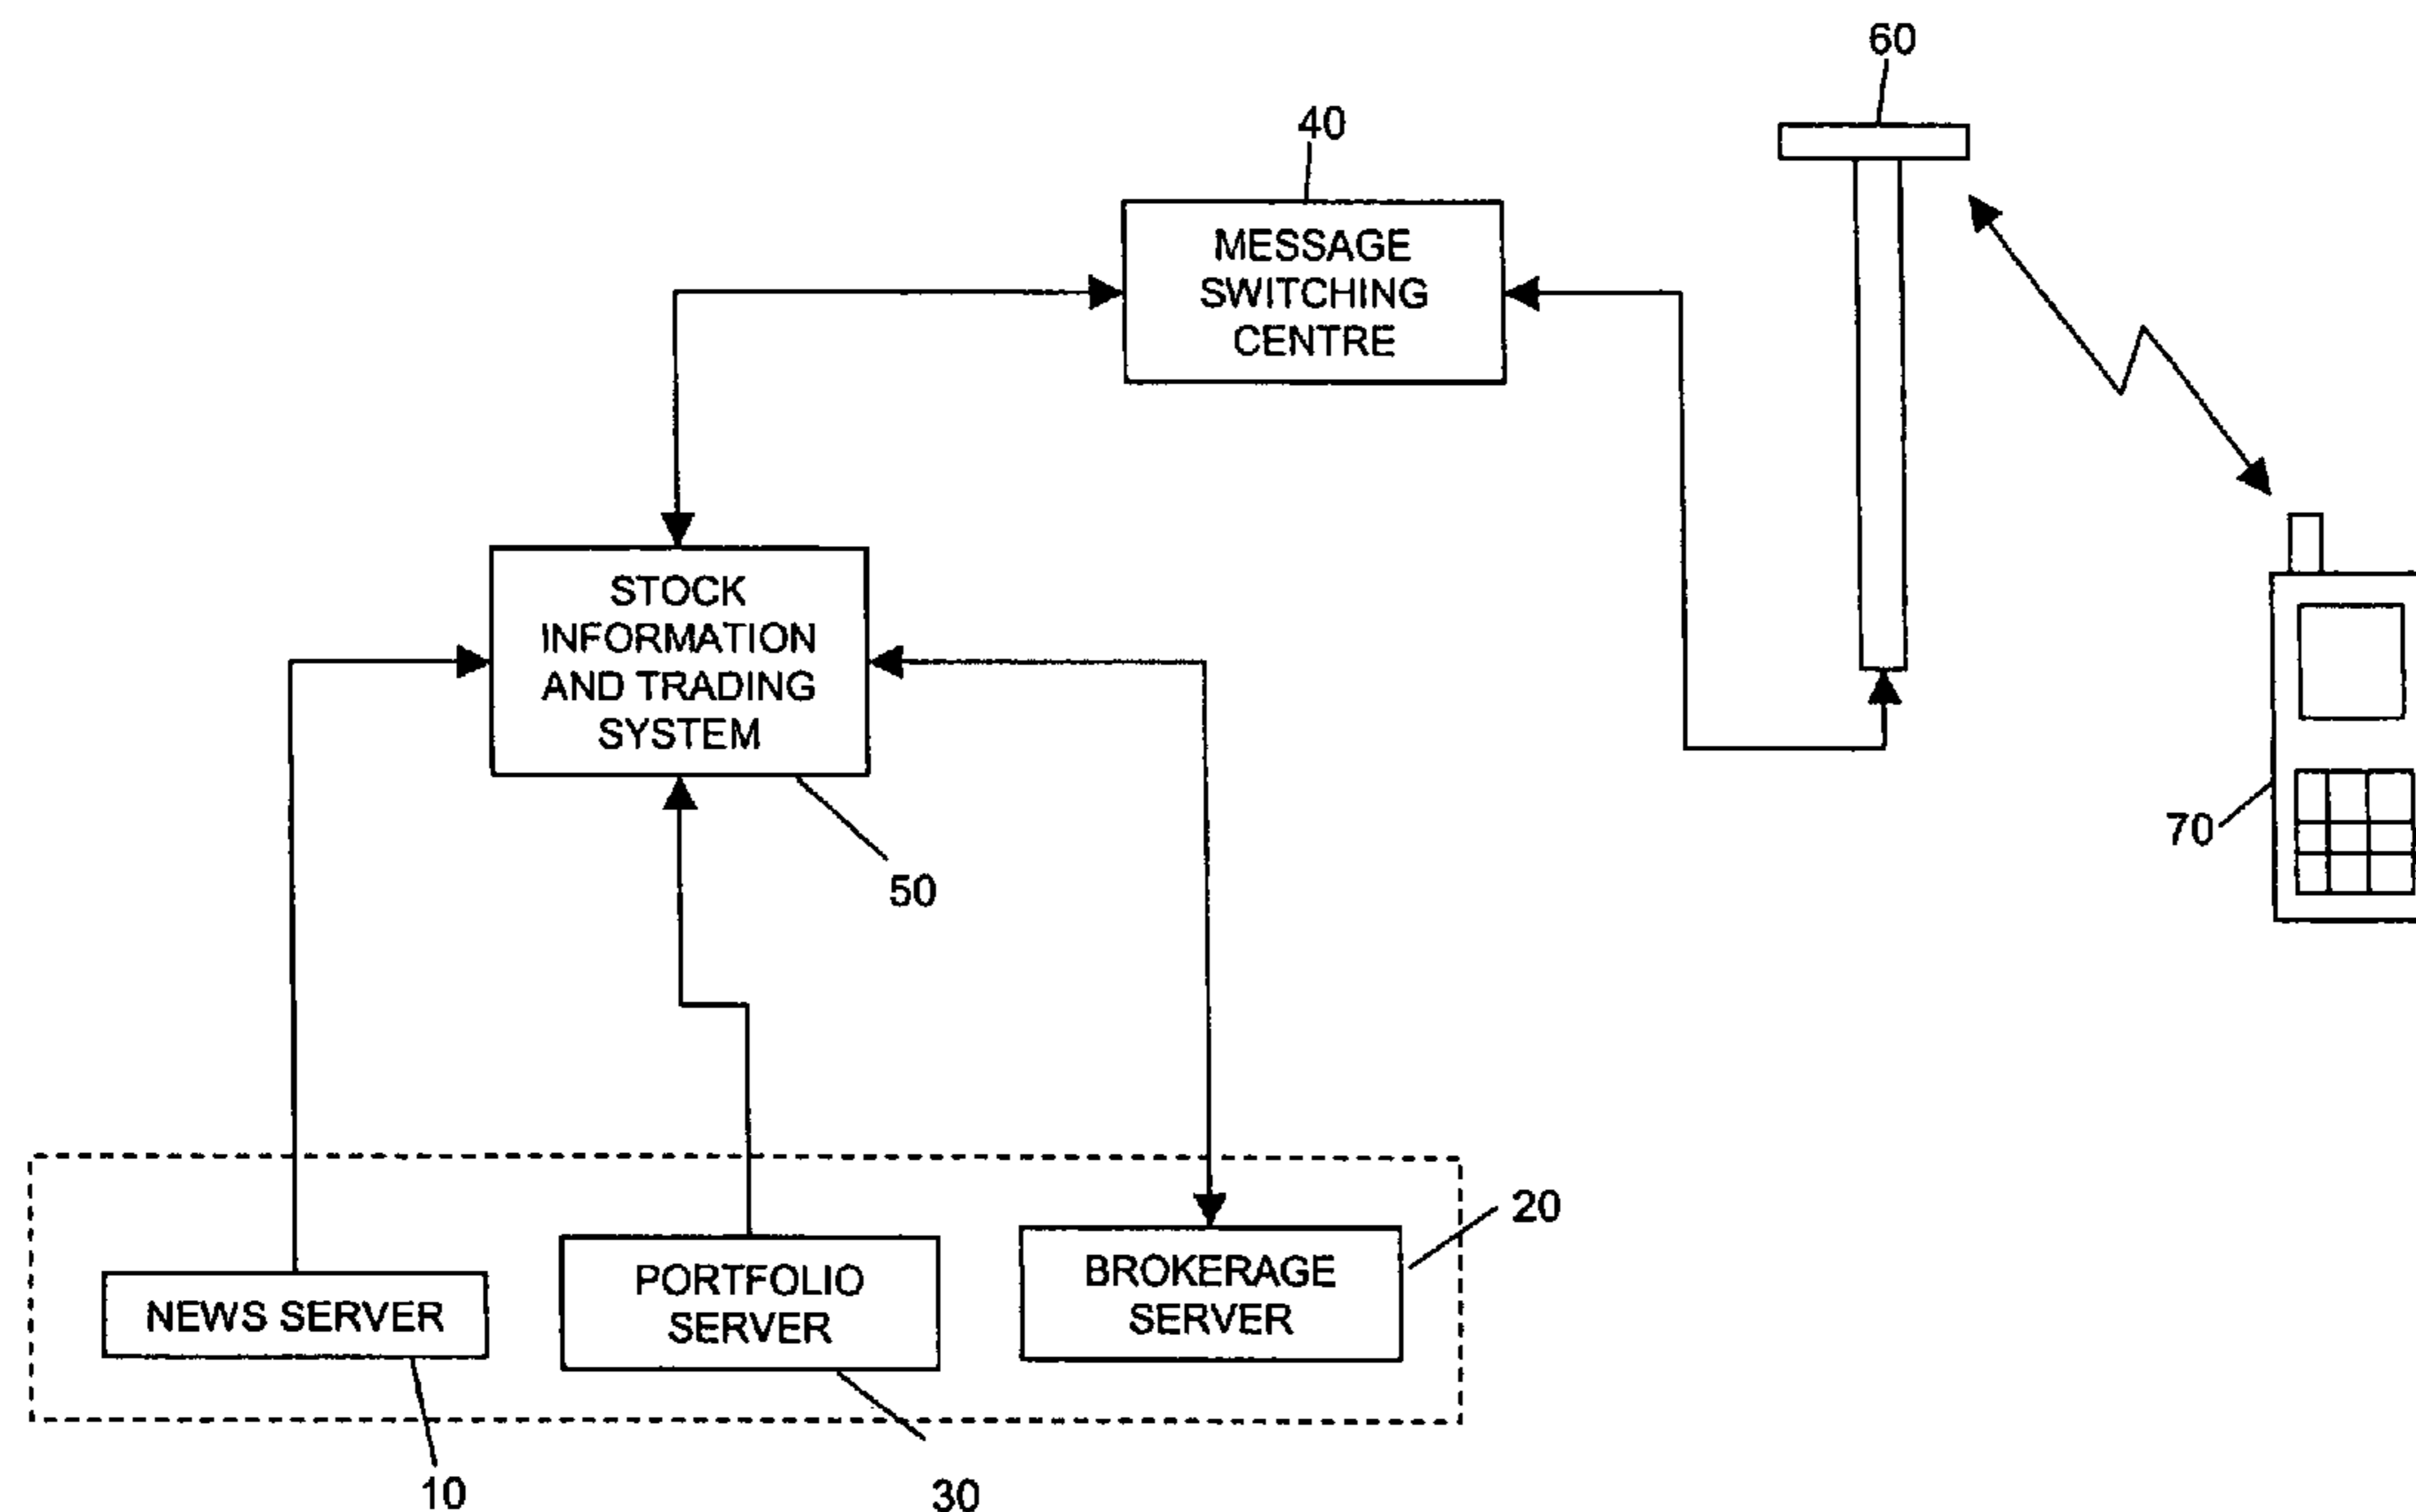 60
40
MESSAGE
SWITCHING
CENTRE
STOCK
INFORMATION
AND TRADING
SYSTEM
70
50
20
NEWS SERVER
PORTFOLIO
SERVER
BROKERAGE
SERVER
10
30